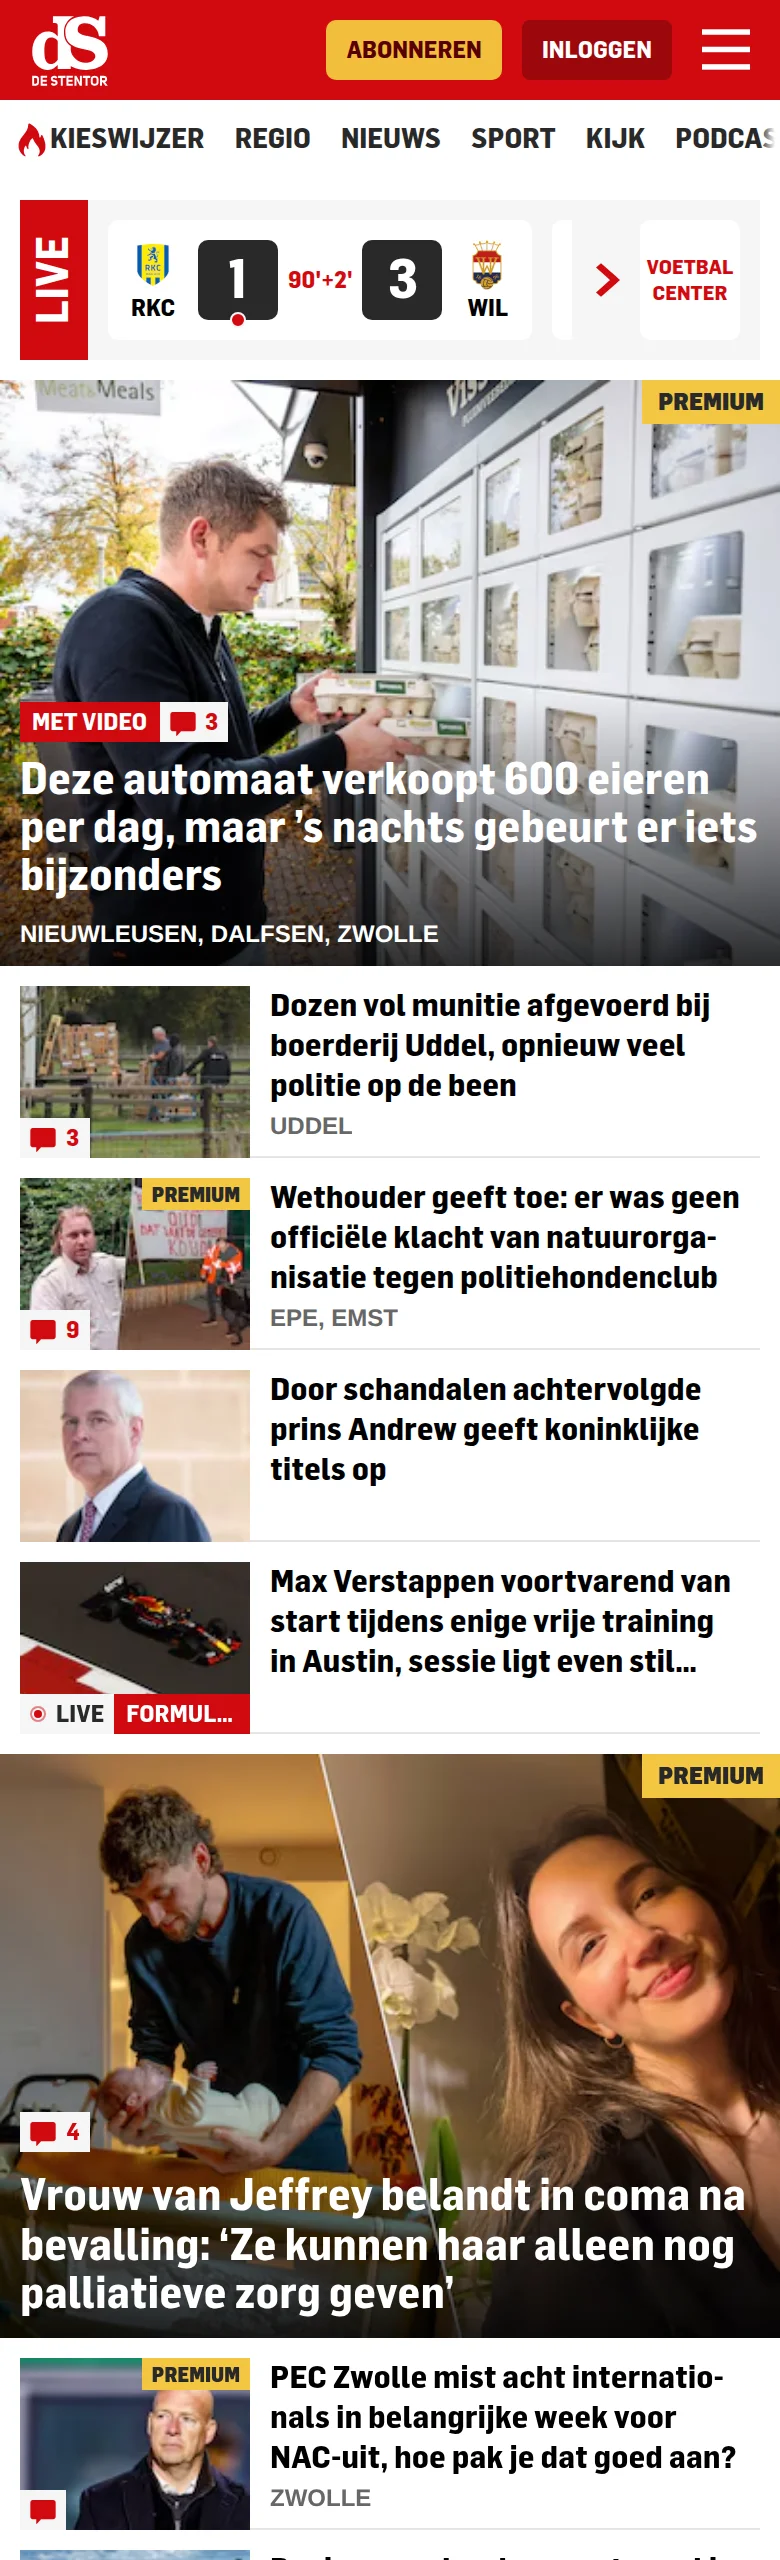 dS
DE STENTOR
ABONNEREN
INLOGGEN
KIESWIJZER REGIO NIEUWS SPORT KIJK PODCAS
LIVE
RKC
1
90'+2'
3
WIL
VOETBAL
CENTER
Meat & Meals
PREMIUM
MET VIDEO
3
Deze automaat verkoopt 600 eieren
per dag, maar ’s nachts gebeurt er iets
bijzonders
NIEUWLEUSEN, DALFSEN, ZWOLLE
3
Dozen vol munitie afgevoerd bij
boerderij Uddel, opnieuw veel
politie op de been
UDDEL
PREMIUM
9
Wethouder geeft toe: er was geen
officiële klacht van natuurorga-
nisatie tegen politiehondenclub
EPE, EMST
Door schandalen achtervolgde
prins Andrew geeft koninklijke
titels op
LIVE
FORMUL...
Max Verstappen voortvarend van
start tijdens enige vrije training
in Austin, sessie ligt even stil...
PREMIUM
4
Vrouw van Jeffrey belandt in coma na
bevalling: ‘Ze kunnen haar alleen nog
palliatieve zorg geven’
PREMIUM
PEC Zwolle mist acht internatio-
nals in belangrijke week voor
NAC-uit, hoe pak je dat goed aan?
ZWOLLE